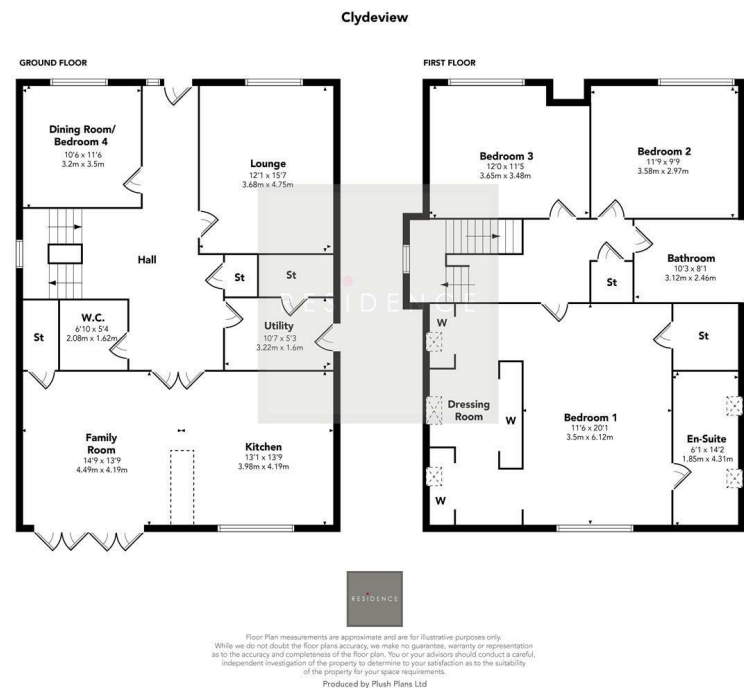 Clydeview
GROUND FLOOR
Dining Room/
Bedroom 4
10'6 x 11'6
3.2m x 3.5m
Lounge
12'1 x 15'7
3.68m x 4.75m
Hall
St
St
W.C.
6'10 x 5'4
2.08m x 1.62m
St
Utility
10'7 x 5'3
3.22m x 1.6m
Family
Room
14'9 x 13'9
4.49m x 4.19m
Kitchen
13'1 x 13'9
3.98m x 4.19m
FIRST FLOOR
Bedroom 3
12'0 x 11'5
3.65m x 3.48m
Bedroom 2
11'9 x 9'9
3.58m x 2.97m
Bathroom
10'3 x 8'1
3.12m x 2.46m
St
W
St
Dressing
Room
W
Bedroom 1
11'6 x 20'1
3.5m x 6.12m
En-Suite
6'1 x 14'2
1.85m x 4.31m
W
RESIDENCE
RESIDENCE
Floor Plan measurements are approximate and are for illustrative purposes only.
While we do not doubt the floor plans accuracy, we make no guarantee, warranty or representation
as to the accuracy and completeness of the floor plan. You or your advisors should conduct a careful,
independent investigation of the property to determine to your satisfaction as to the suitability
of the property for your space requirements.
Produced by Plush Plans Ltd